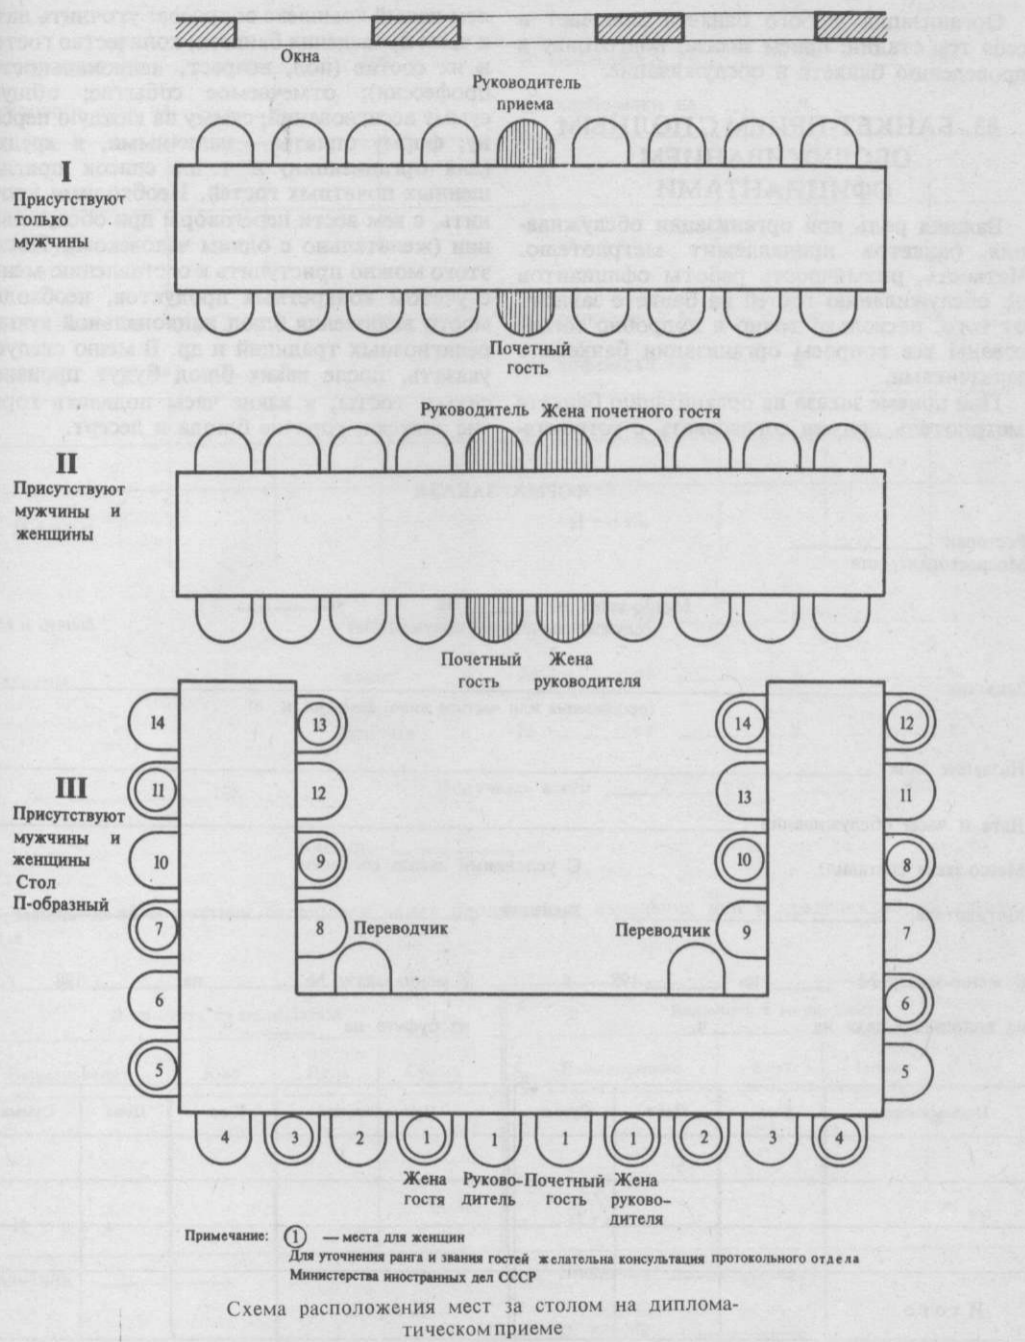 Окна
Руководитель
приема
I
Присутствуют
только
мужчины
Почетный
гость
Руководитель Жена почетного гостя
II
Присутствуют
мужчины и
женщины
Почетный Жена
гость руководителя
14 13 14 12
III
11 12 13 11
Присутствуют
мужчины и
женщины
10 9 10 8
Стол
П-образный
7 8 Переводчик Переводчик 9 7
6 6
5 5
4 3 2 1 1 1 1 2 3 4
Жена Руково- Почетный Жена
гостя дитель гость руково-
дителя
Примечание: 1 — места для женщин
Для уточнения ранга и звания гостей желательна консультация протокольного отдела
Министерства иностранных дел СССР
Схема расположения мест за столом на диплома-
тическом приеме